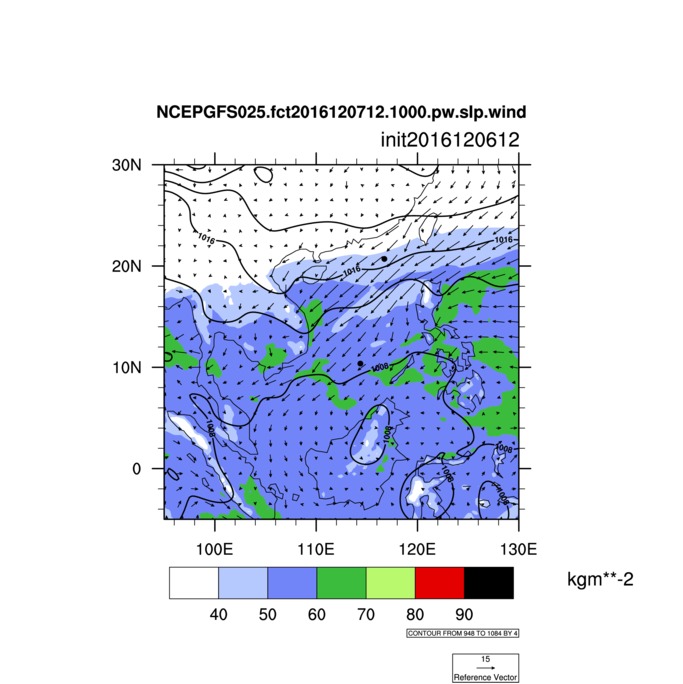 NCEPGFS025.fct2016120712.1000.pw.slp.wind
init2016120612
30N
1016
1016
20N
1016
10N
1008
1008
1008
1008
0
1008
1008
100E
110E
120E
130E
kgm**-2
40
50
60
70
80
90
CONTOUR FROM 948 TO 1084 BY 4
15
Reference Vector